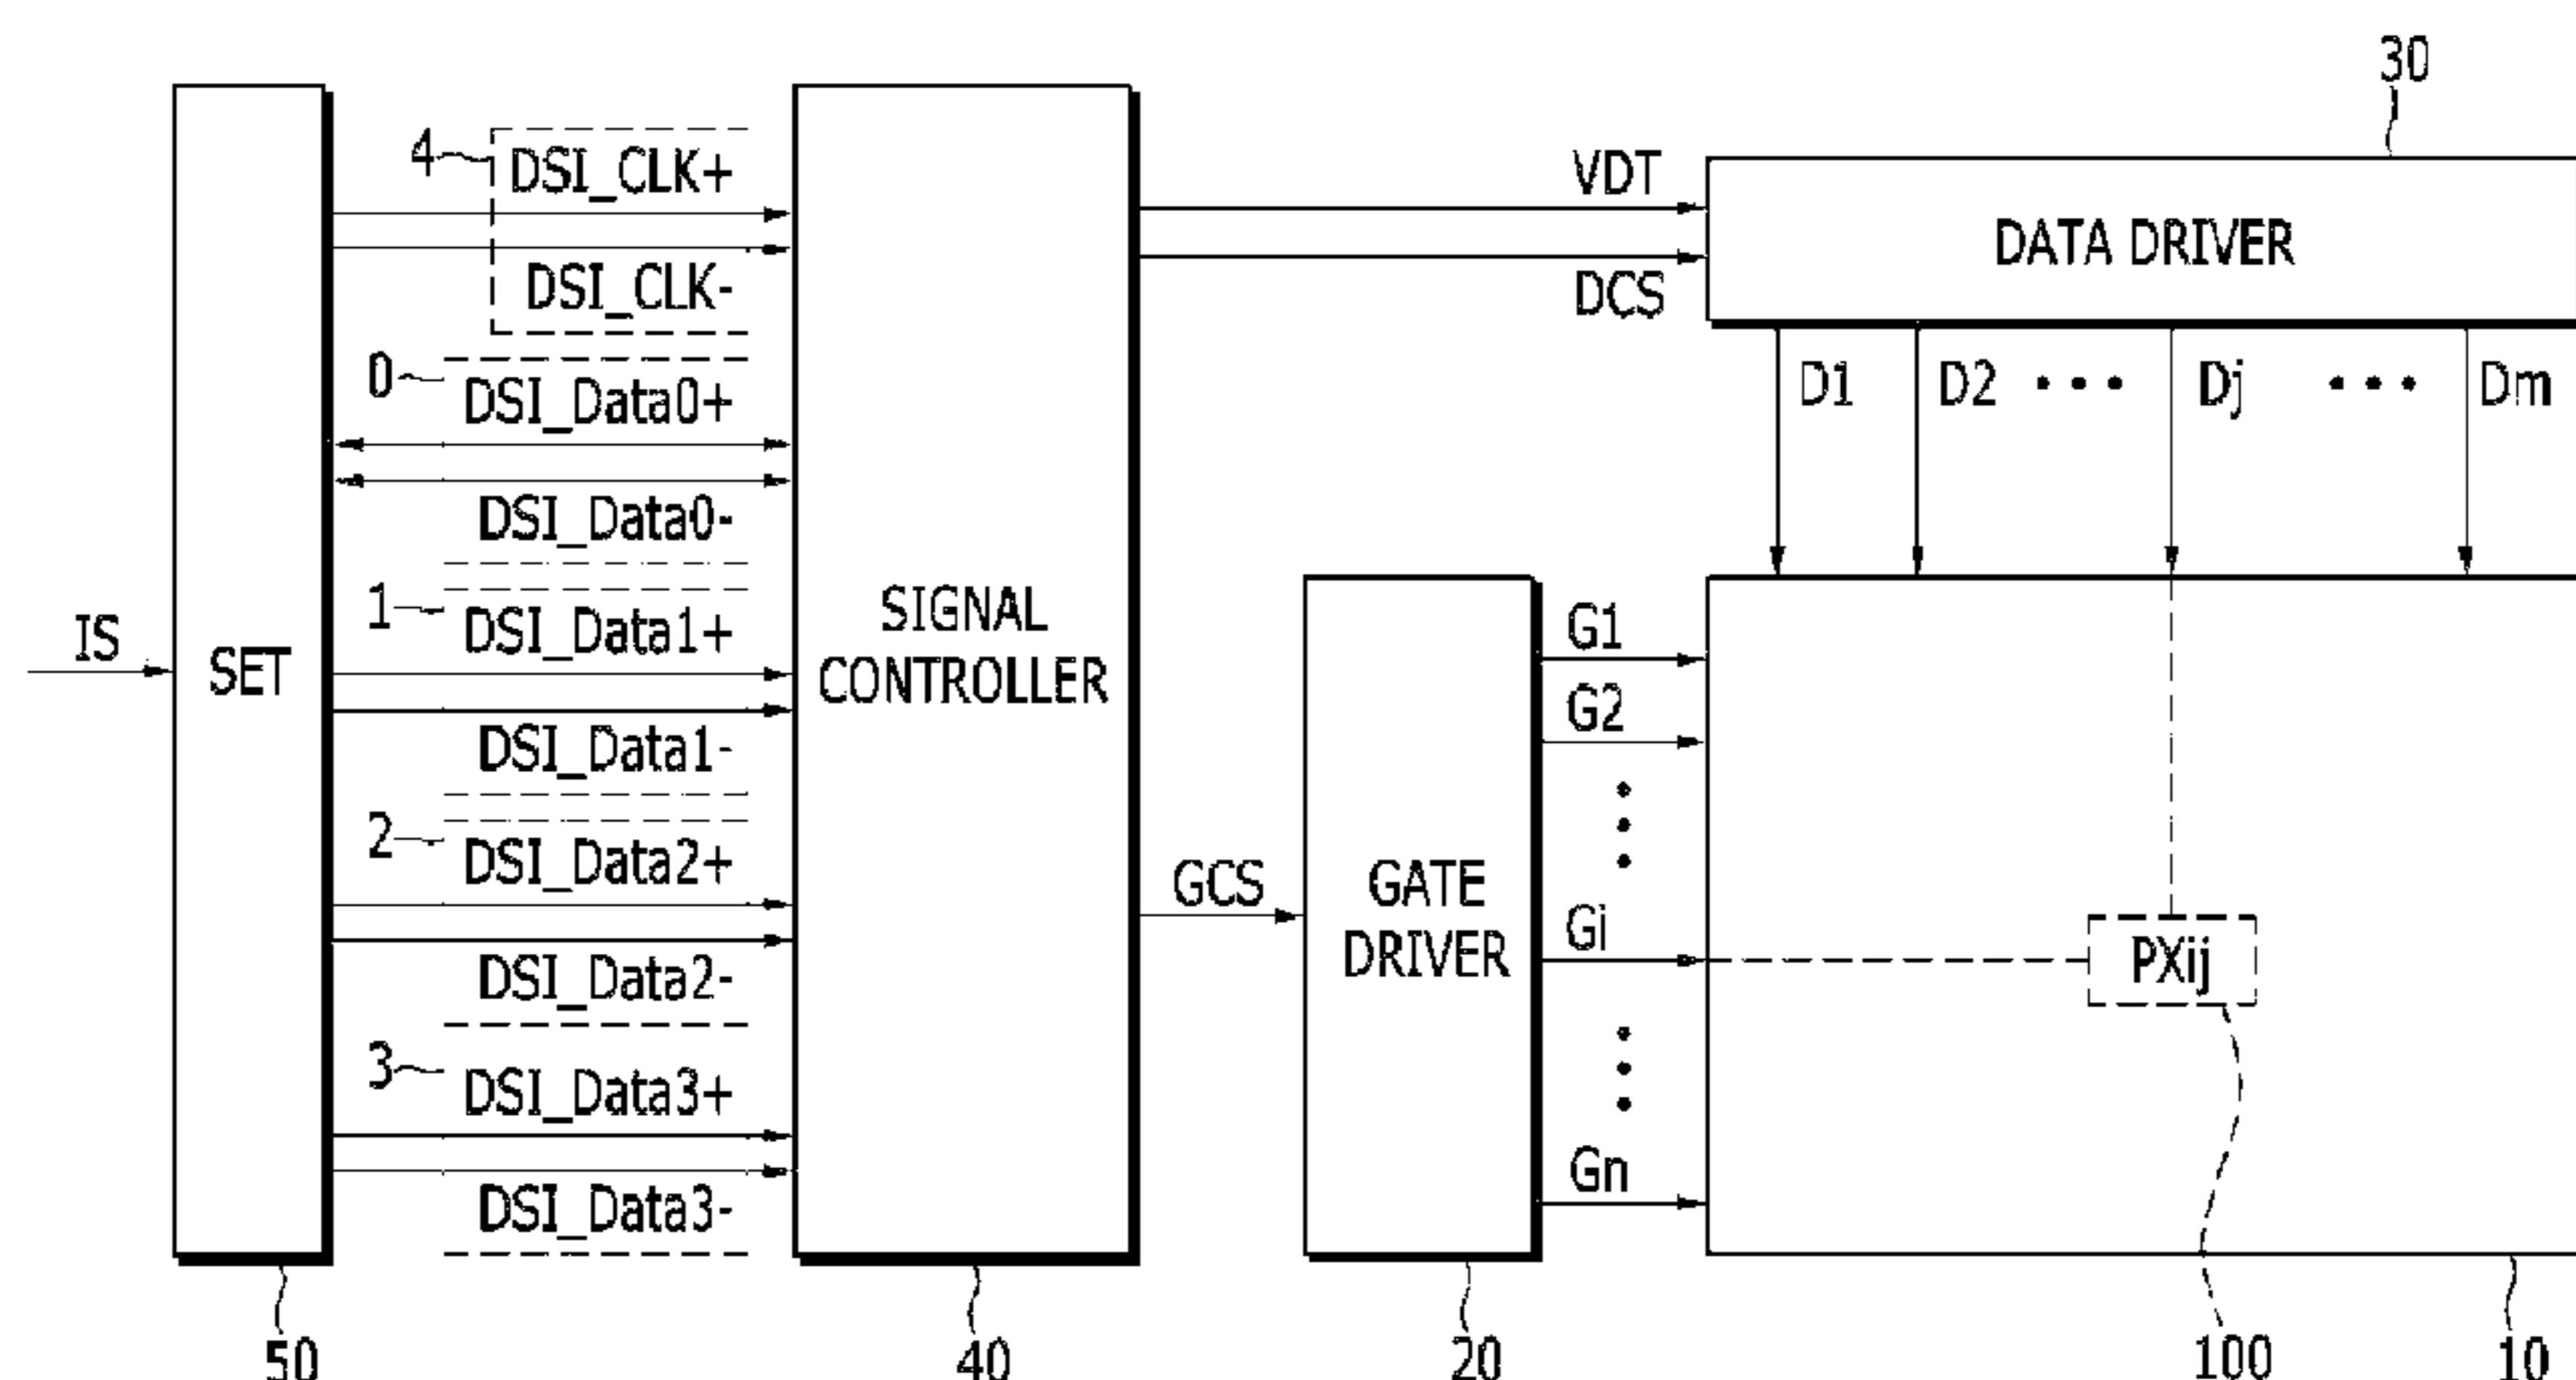 30
4
DSI_CLK+
DSI_CLK-
VDT
DCS
DATA DRIVER
0
DSI_Data0+
DSI_Data0-
D1
D2
Dj
Dm
1
DSI_Data1+
DSI_Data1-
IS
SET
SIGNAL
CONTROLLER
G1
G2
2
DSI_Data2+
DSI_Data2-
GCS
GATE
DRIVER
Gi
PXij
3
DSI_Data3+
DSI_Data3-
Gn
50
40
20
100
10